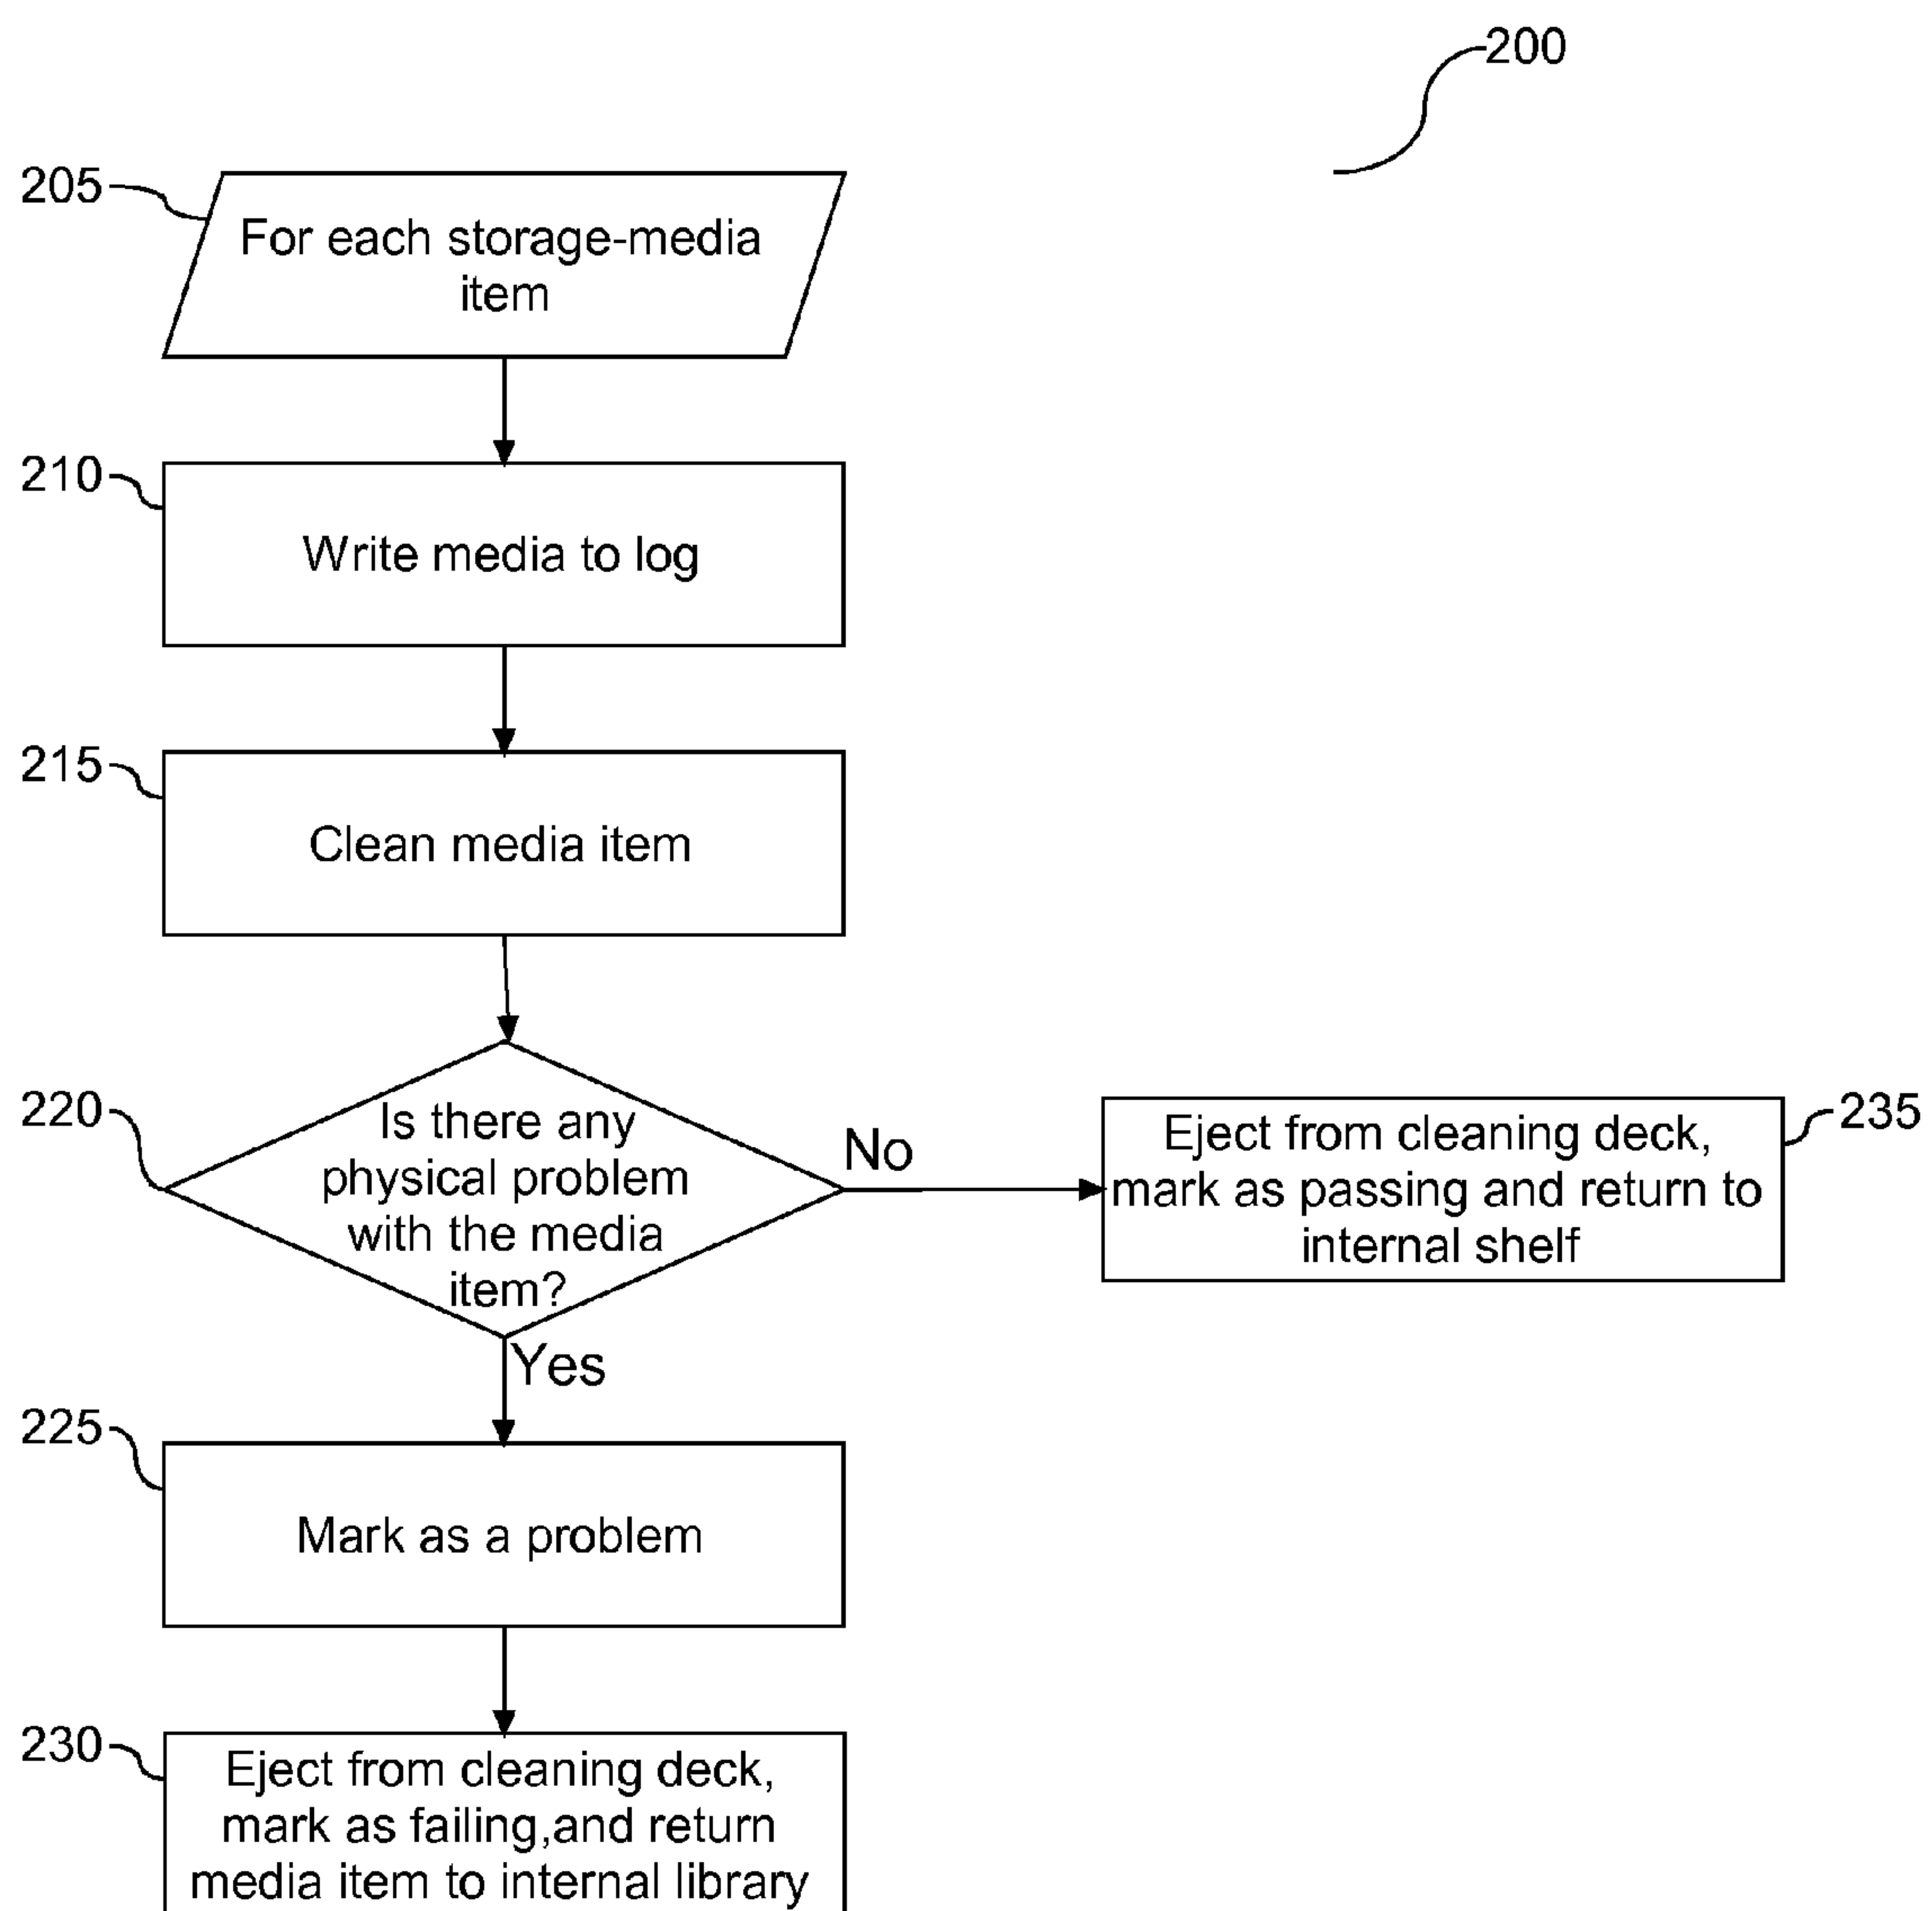 200
205
For each storage-media
item
210
Write media to log
215
Clean media item
220
Is there any
physical problem
with the media
item?
No
235
Eject from cleaning deck,
mark as passing and return to
internal shelf
Yes
225
Mark as a problem
230
Eject from cleaning deck,
mark as failing,and return
media item to internal library